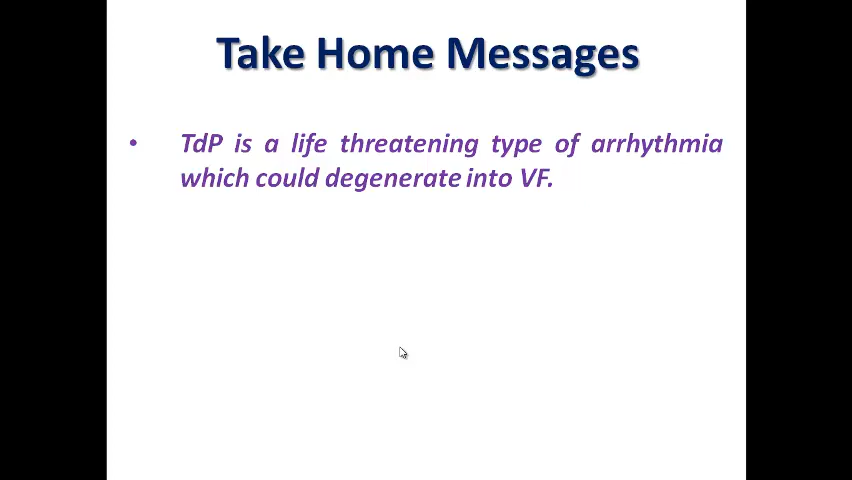 Take Home Messages
• TdP is a life threatening type of arrhythmia
which could degenerate into VF.